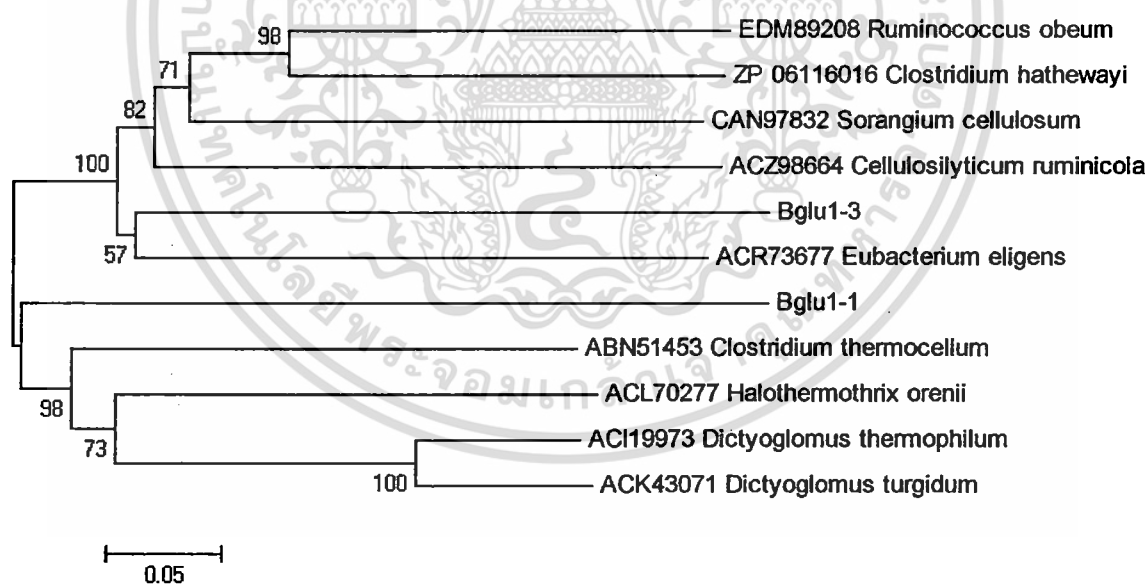 98
EDM89208 Ruminococcus obeum
71
ZP 06116016 Clostridium hathewayi
82
CAN97832 Sorangium cellulosum
100
ACZ98664 Cellulosilyticum ruminicola
Bglu1-3
57
ACR73677 Eubacterium eligens
Bglu1-1
ABN51453 Clostridium thermocellum
98
ACL70277 Halothermothrix orenii
73
ACI19973 Dictyoglomus thermophilum
100
ACK43071 Dictyoglomus turgidum
0.05